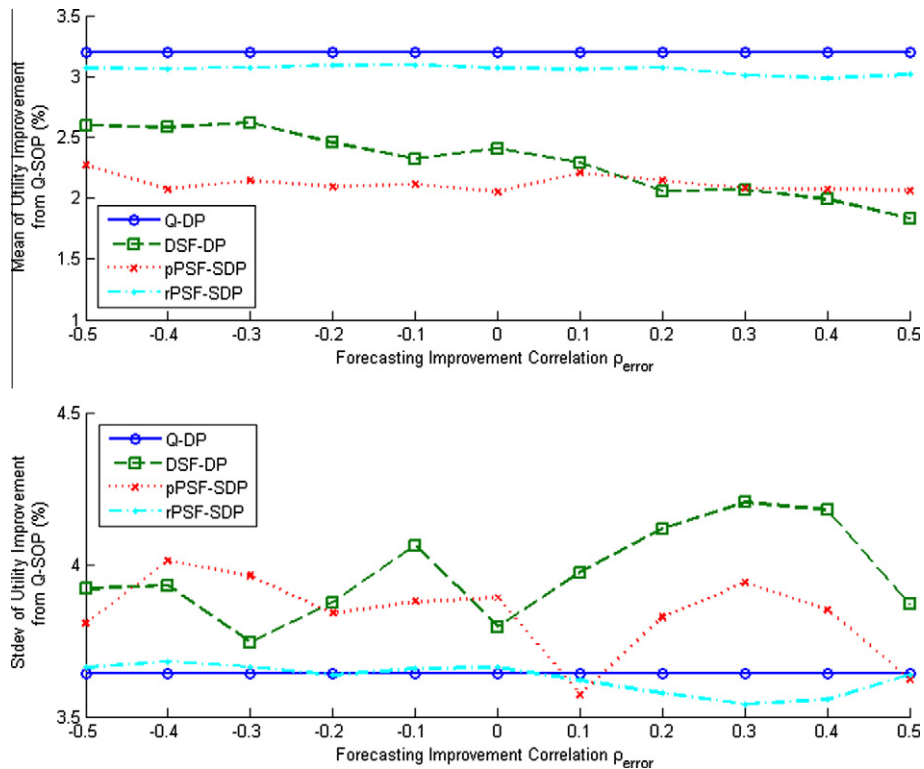 Mean of Utility Improvement
from Q-SOP (%)
3.5
3
2.5
2
1.5
1
Q-DP
DSF-DP
pPSF-SDP
rPSF-SDP
-0.5 -0.4 -0.3 -0.2 -0.1 0 0.1 0.2 0.3 0.4 0.5
Forecasting Improvement Correlation ρerror
Stdev of Utility Improvement
from Q-SOP (%)
4.5
4
3.5
Q-DP
DSF-DP
pPSF-SDP
rPSF-SDP
-0.5 -0.4 -0.3 -0.2 -0.1 0 0.1 0.2 0.3 0.4 0.5
Forecasting Improvement Correlation ρerror